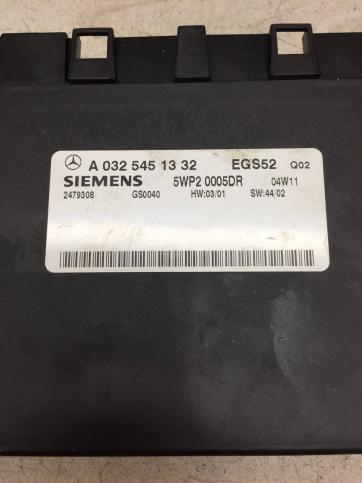 A 032 545 13 32 EGS52 Q02
SIEMENS 5WP2 0005DR 04W11
2479308 GS0040 HW:03/01 SW:44/02